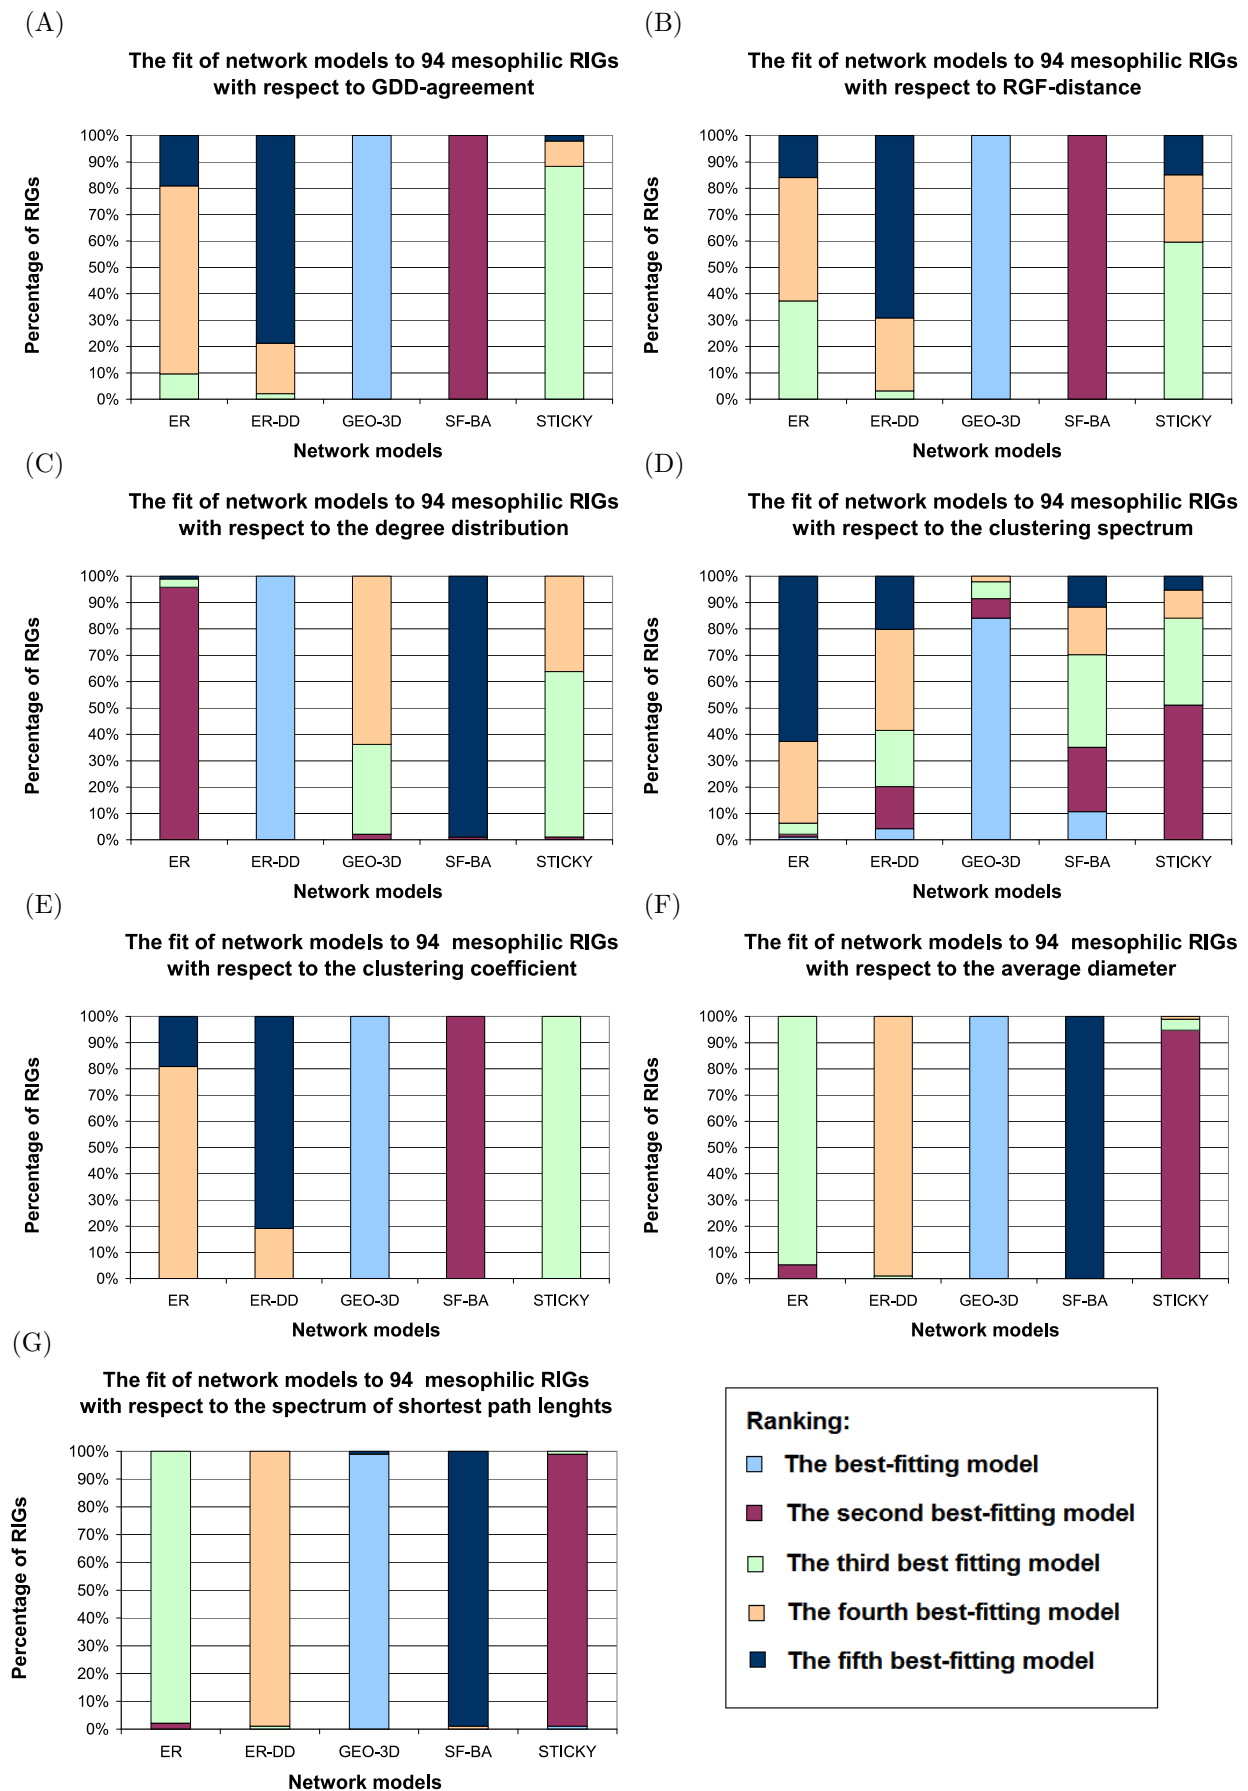 (A)
The fit of network models to 94 mesophilic RIGs
with respect to GDD-agreement
Percentage of RIGs
100%
90%
80%
70%
60%
50%
40%
30%
20%
10%
0%
ER ER-DD GEO-3D SF-BA STICKY
Network models
(B)
The fit of network models to 94 mesophilic RIGs
with respect to RGF-distance
Percentage of RIGs
100%
90%
80%
70%
60%
50%
40%
30%
20%
10%
0%
ER ER-DD GEO-3D SF-BA STICKY
Network models
(C)
The fit of network models to 94 mesophilic RIGs
with respect to the degree distribution
Percentage of RIGs
100%
90%
80%
70%
60%
50%
40%
30%
20%
10%
0%
ER ER-DD GEO-3D SF-BA STICKY
Network models
(D)
The fit of network models to 94 mesophilic RIGs
with respect to the clustering spectrum
Percentage of RIGs
100%
90%
80%
70%
60%
50%
40%
30%
20%
10%
0%
ER ER-DD GEO-3D SF-BA STICKY
Network models
(E)
The fit of network models to 94 mesophilic RIGs
with respect to the clustering coefficient
Percentage of RIGs
100%
90%
80%
70%
60%
50%
40%
30%
20%
10%
0%
ER ER-DD GEO-3D SF-BA STICKY
Network models
(F)
The fit of network models to 94 mesophilic RIGs
with respect to the average diameter
Percentage of RIGs
100%
90%
80%
70%
60%
50%
40%
30%
20%
10%
0%
ER ER-DD GEO-3D SF-BA STICKY
Network models
(G)
The fit of network models to 94 mesophilic RIGs
with respect to the spectrum of shortest path lenghts
Percentage of RIGs
100%
90%
80%
70%
60%
50%
40%
30%
20%
10%
0%
ER ER-DD GEO-3D SF-BA STICKY
Network models
Ranking:
The best-fitting model
The second best-fitting model
The third best fitting model
The fourth best-fitting model
The fifth best-fitting model